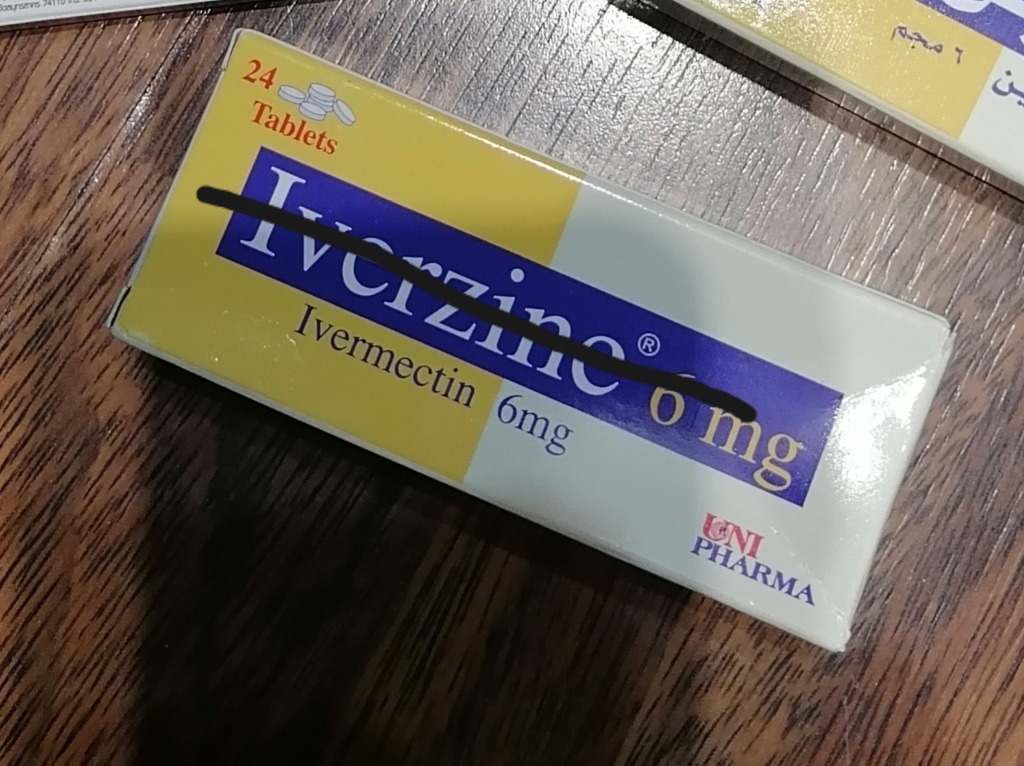 24
Tablets
Iverzine® 6 mg
Ivermectin 6mg
UNI
PHARMA
٦ مجم